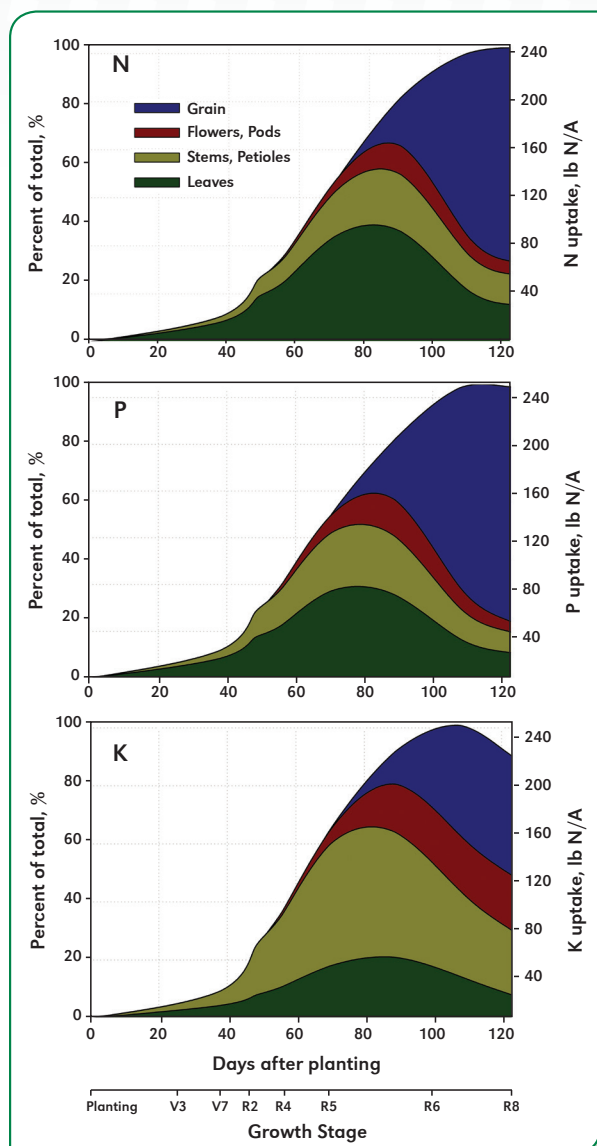 N
Grain
Flowers, Pods
Stems, Petioles
Leaves
Percent of total, %
100
80
60
40
20
0
240
200
160
120
80
40
N uptake, lb N/A
0 20 40 60 80 100 120
P
Percent of total, %
100
80
60
40
20
0
240
200
160
120
80
40
P uptake, lb N/A
0 20 40 60 80 100 120
K
Percent of total, %
100
80
60
40
20
0
240
200
160
120
80
40
K uptake, lb N/A
0 20 40 60 80 100 120
Days after planting
Planting V3 V7 R2 R4 R5 R6 R8
Growth Stage